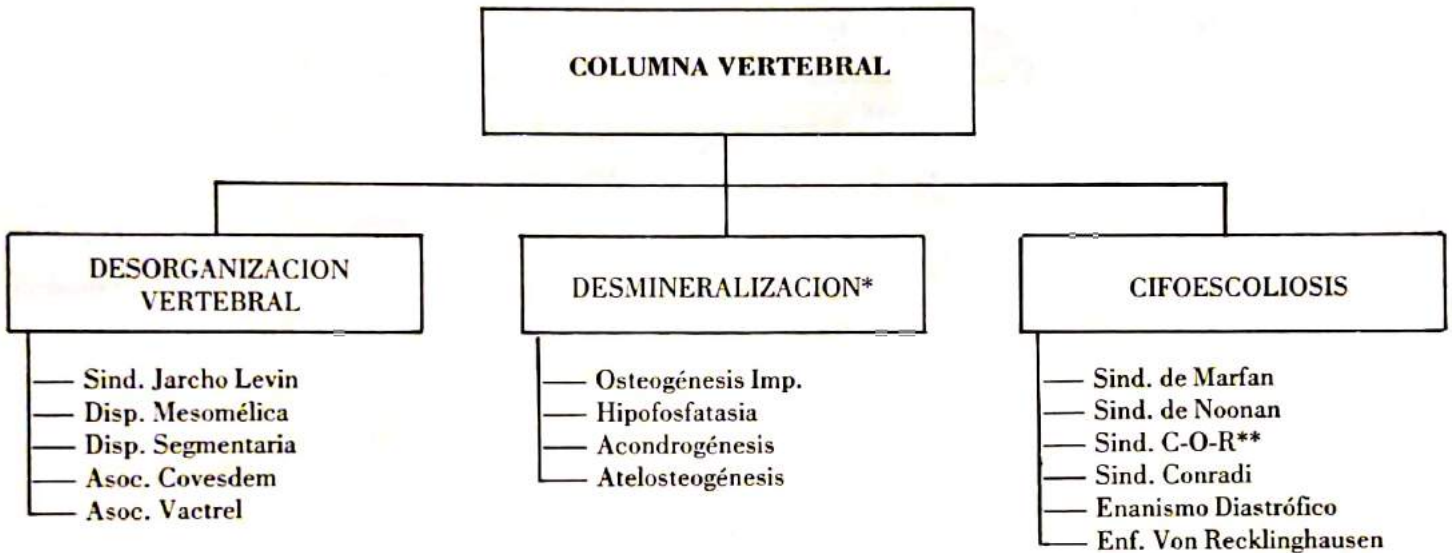 COLUMNA VERTEBRAL
DESORGANIZACION
VERTEBRAL
Sind. Jarcho Levin
Disp. Mesomélica
Disp. Segmentaria
Asoc. Covesdem
Asoc. Vactrel
DESMINERALIZACION*
Osteogénesis Imp.
Hipofosfatasia
Acondrogénesis
Atelosteogénesis
CIFOESCOLIOSIS
Sind. de Marfan
Sind. de Noonan
Sind. C-O-R**
Sind. Conradi
Enanismo Diastrófico
Enf. Von Recklinghausen